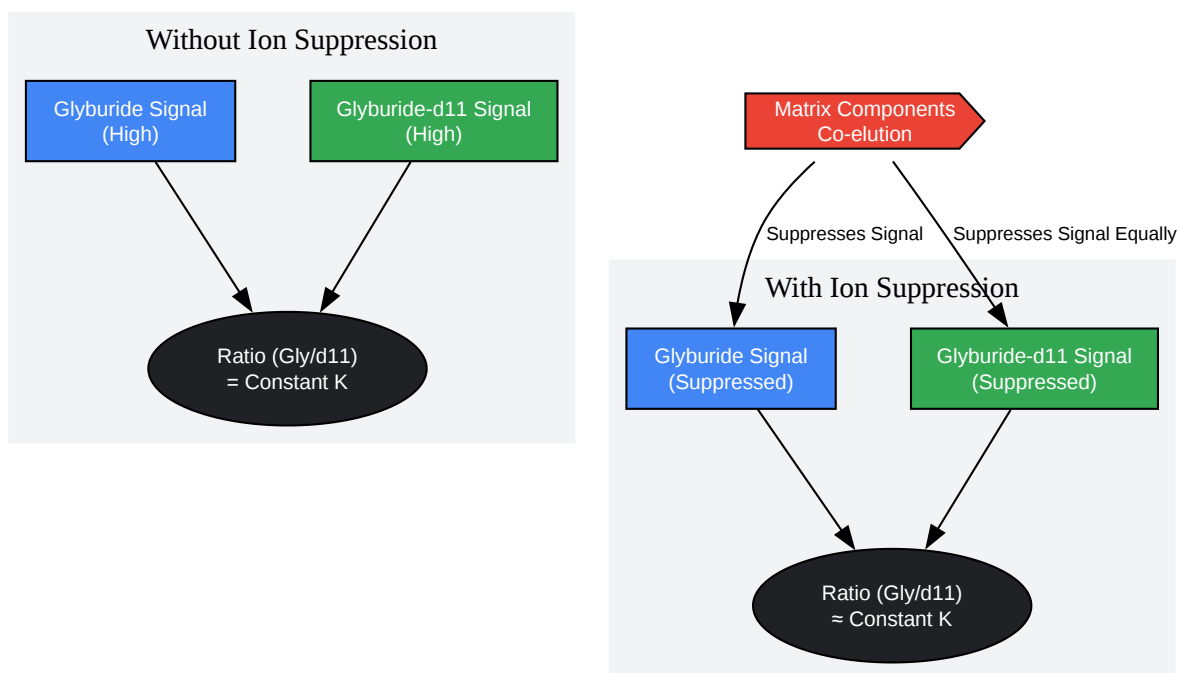 Without Ion Suppression
Glyburide Signal
(High)
Glyburide-d11 Signal
(High)
Ratio (Gly/d11)
= Constant K
Matrix Components
Co-elution
Suppresses Signal
Suppresses Signal Equally
With Ion Suppression
Glyburide Signal
(Suppressed)
Glyburide-d11 Signal
(Suppressed)
Ratio (Gly/d11)
≈ Constant K